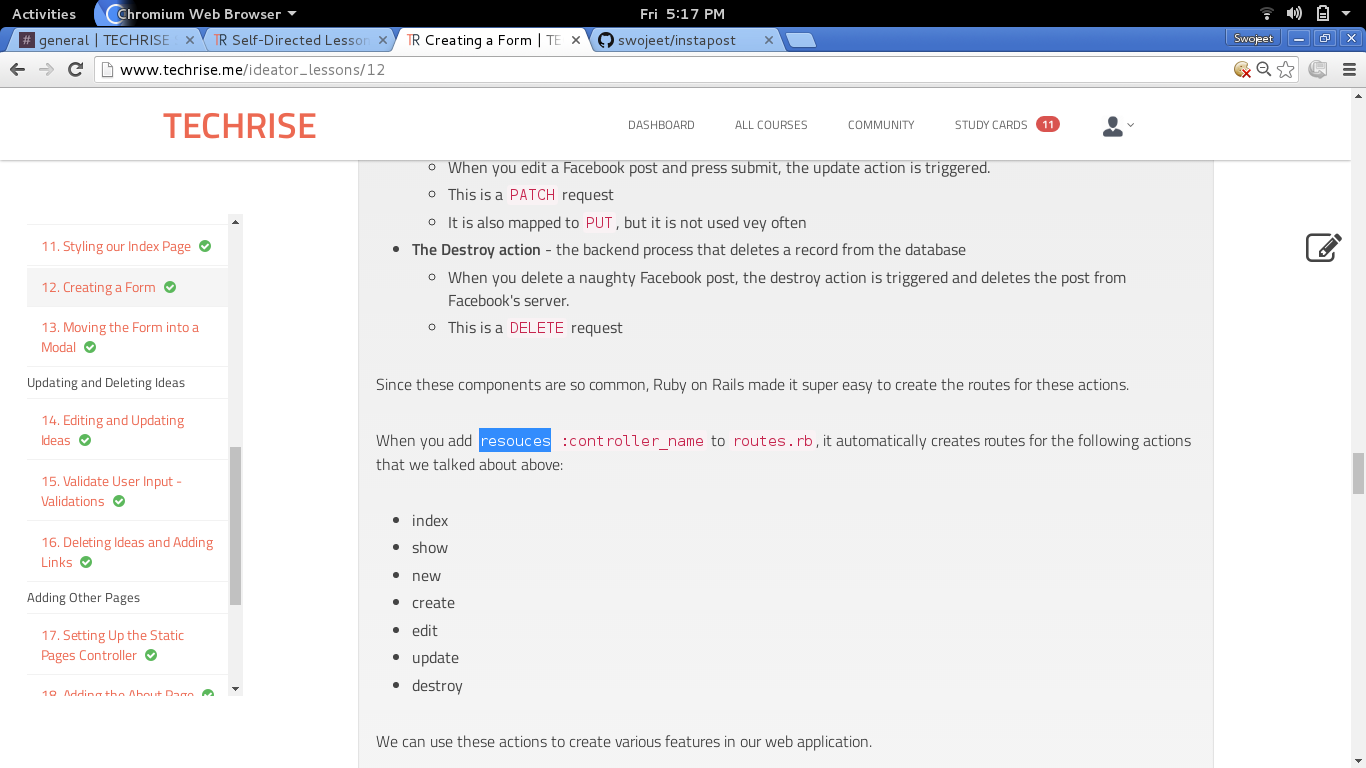 Activities Chromium Web Browser Fri 5:17 PM
general | TECHRISE Self-Directed Lesson Creating a Form | TE swojeet/instapost Swojeet
www.techrise.me/ideator_lessons/12
TECHRISE DASHBOARD ALL COURSES COMMUNITY STUDY CARDS 11
When you edit a Facebook post and press submit, the update action is triggered.
This is a PATCH request
It is also mapped to PUT, but it is not used vey often
The Destroy action - the backend process that deletes a record from the database
When you delete a naughty Facebook post, the destroy action is triggered and deletes the post from
Facebook's server.
This is a DELETE request
Since these components are so common, Ruby on Rails made it super easy to create the routes for these actions.
When you add resouces :controller_name to routes.rb, it automatically creates routes for the following actions
that we talked about above:
index
show
new
create
edit
update
destroy
We can use these actions to create various features in our web application.
11. Styling our Index Page
12. Creating a Form
13. Moving the Form into a
Modal
Updating and Deleting Ideas
14. Editing and Updating
Ideas
15. Validate User Input -
Validations
16. Deleting Ideas and Adding
Links
Adding Other Pages
17. Setting Up the Static
Pages Controller
18. Adding the About Page